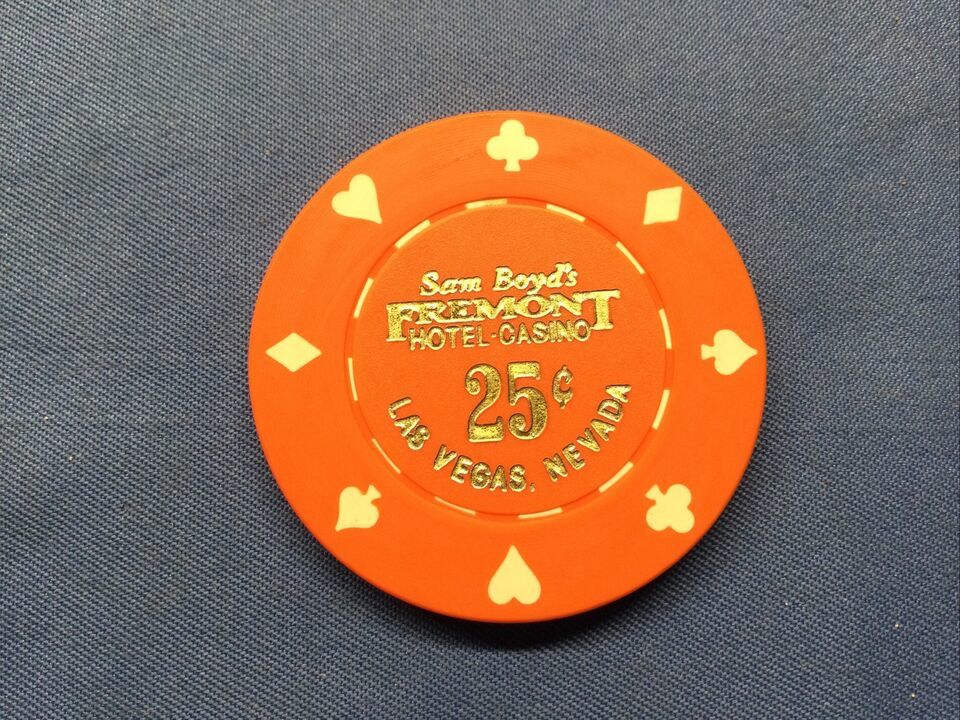 Sam Boyd's
FREMONT
HOTEL-CASINO
25¢
LAS VEGAS, NEVADA